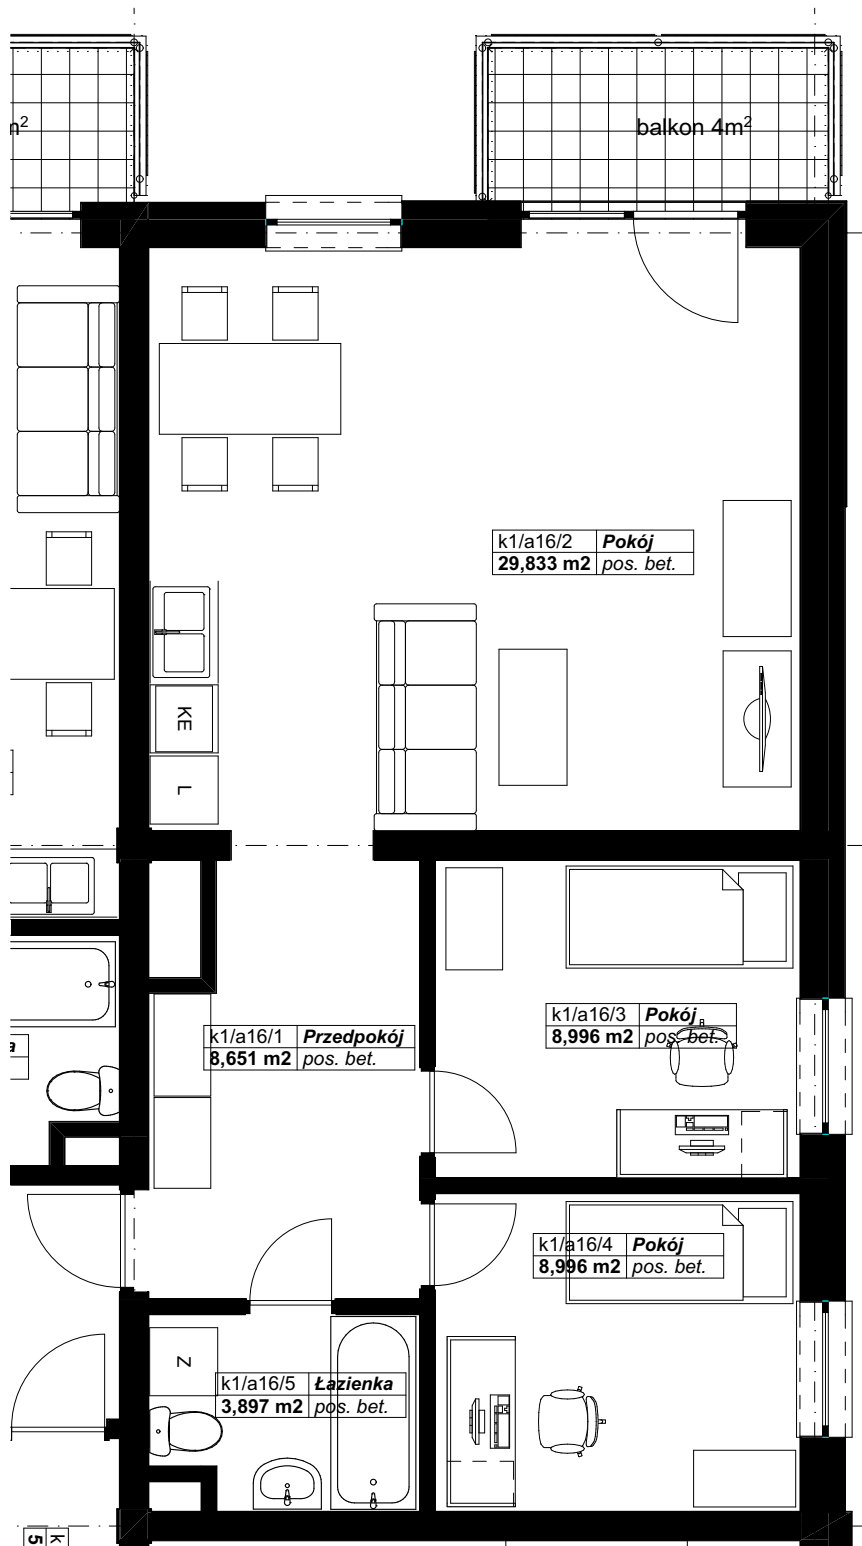 m²
balkon 4m²
k1/a16/2 Pokój
29,833 m2 pos. bet.
KE
L
k1/a16/3 Pokój
8,996 m2 pos. bet.
k1/a16/1 Przedpokój
8,651 m2 pos. bet.
a
k1/a16/4 Pokój
8,996 m2 pos. bet.
Z
k1/a16/5 Łazienka
3,897 m2 pos. bet.
k
5